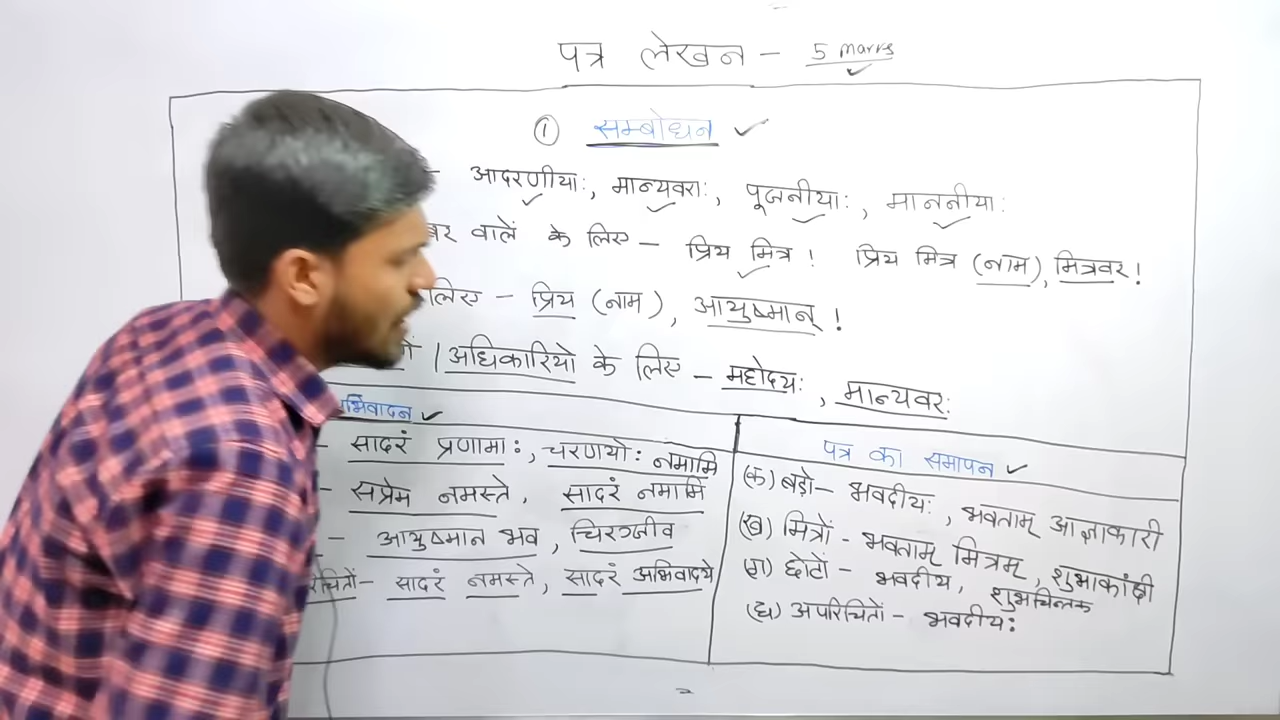 पत्र लेखन - 5 marks
① सम्बोधन
- आदरणीयाः, मान्यवराः, पूजनीयाः, माननीयाः
बर वालें के लिए - प्रिय मित्र ! प्रिय मित्र (नाम), मित्रवर !
लिए - प्रिय (नाम), आयुष्मान् !
/ अधिकारियो के लिए - महोदयः, मान्यवरः
भिवादन
- सादरं प्रणामाः, चरणयोः नमामि
- सप्रेम नमस्ते, सादरं नमामि
- आयुष्मान भव, चिरञ्जीव
रिचितों - सादरं नमस्ते, सादरं अभिवादये
पत्र का समापन
(क) बड़ो - भवदीयः, भवताम् आज्ञाकारी
(ख) मित्रों - भवताम् मित्रम्, शुभाकांक्षी
(ग) छोटों - भवदीय, शुभचिन्तक
(घ) अपरिचितों - भवदीयः